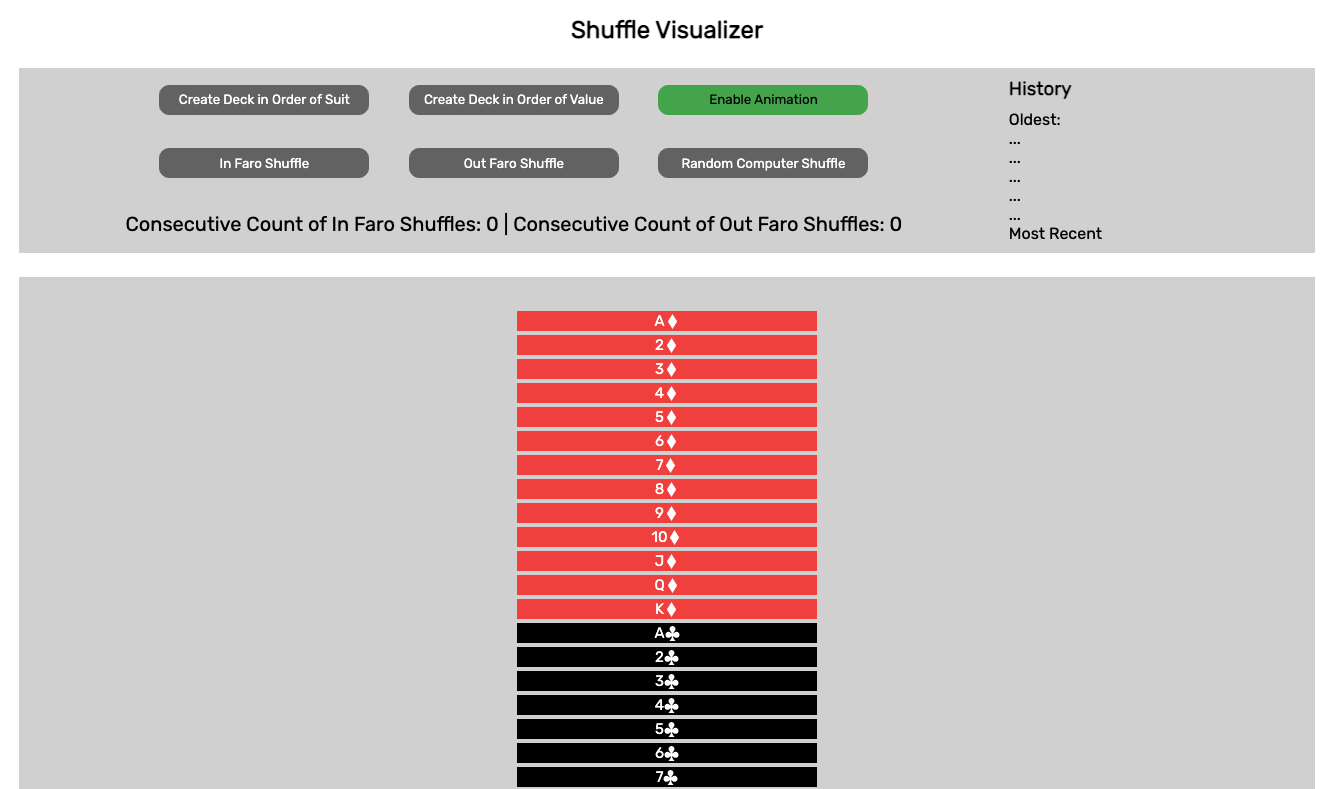 Shuffle Visualizer
Create Deck in Order of Suit
Create Deck in Order of Value
Enable Animation
In Faro Shuffle
Out Faro Shuffle
Random Computer Shuffle
Consecutive Count of In Faro Shuffles: 0 | Consecutive Count of Out Faro Shuffles: 0
History
Oldest:
...
...
...
...
...
Most Recent
A♦
2♦
3♦
4♦
5♦
6♦
7♦
8♦
9♦
10♦
J♦
Q♦
K♦
A♣
2♣
3♣
4♣
5♣
6♣
7♣